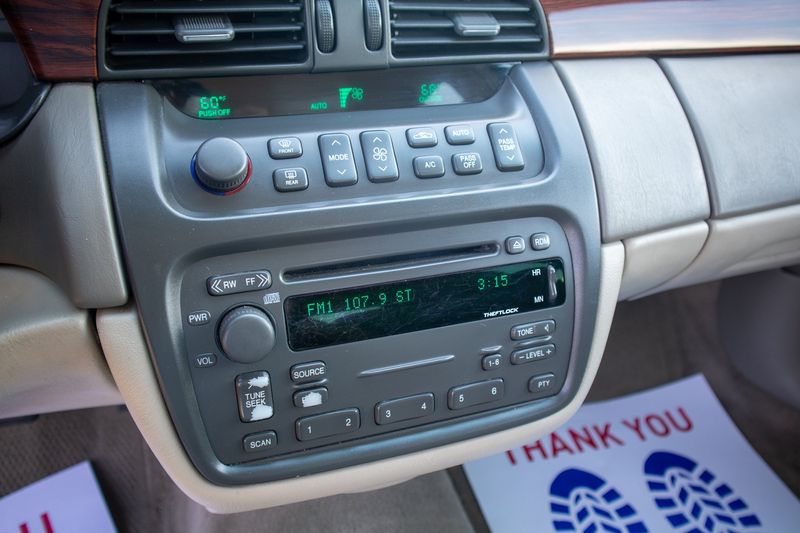 60°F
PUSH OFF
AUTO
68°F
OUTSIDE
FRONT
REAR
MODE
A/C
AUTO
PASS
OFF
PASS
TEMP
RW FF
RDM
FM1 107.9 ST
3:15
HR
MN
THEFTLOCK
PWR
VOL
SOURCE
TUNE
SEEK
SCAN
1 2
3 4
5 6
1-6
TONE
- LEVEL +
PTY
THANK YOU
U